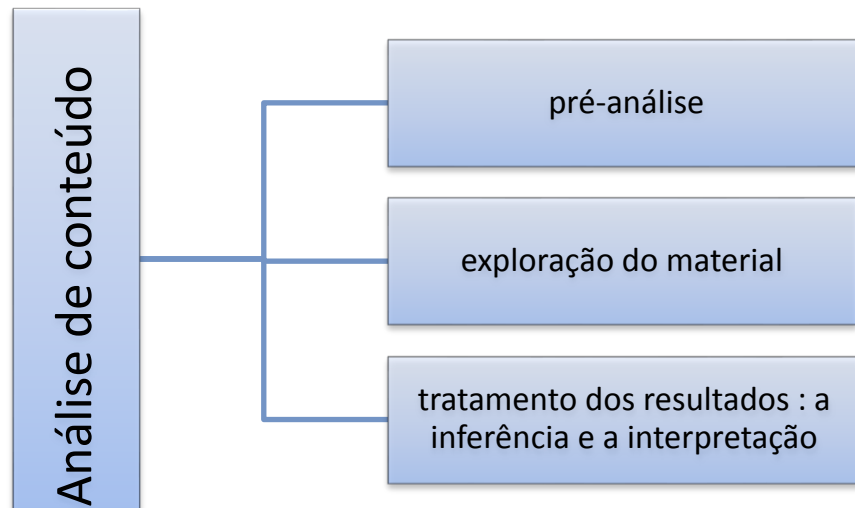 Análise de conteúdo
pré-análise
exploração do material
tratamento dos resultados : a
inferência e a interpretação